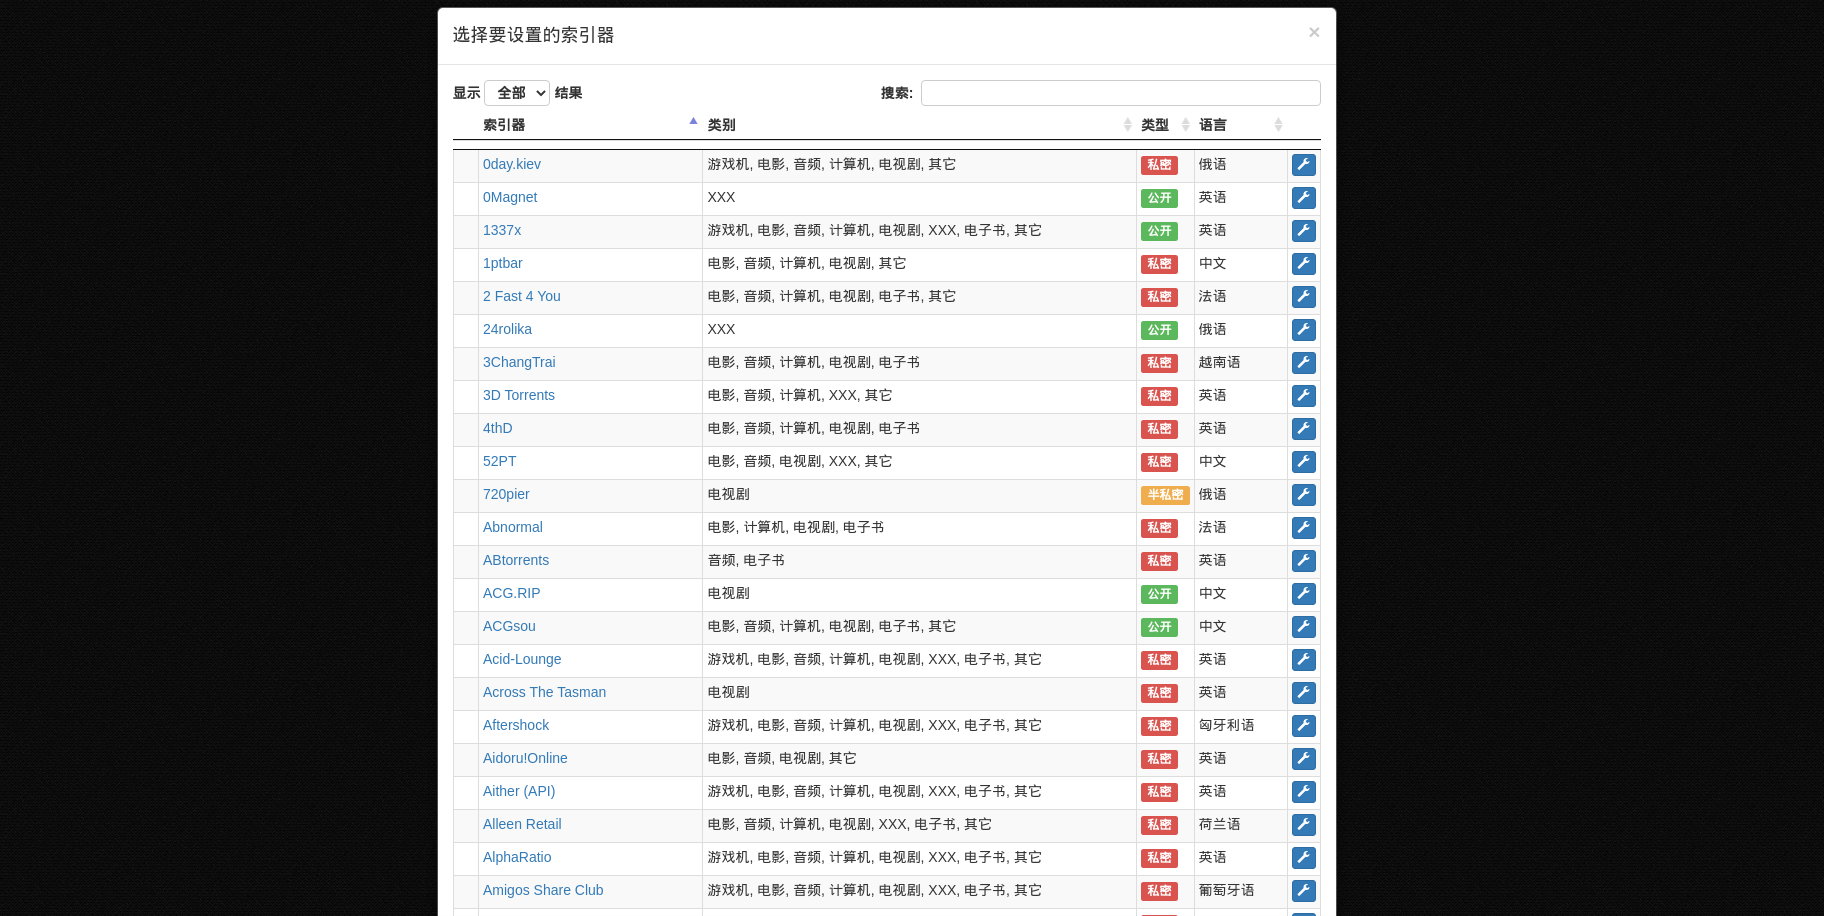 选择要设置的索引器 ×
显示 全部 结果 搜索:
索引器 类别 类型 语言
0day.kiev 游戏机, 电影, 音频, 计算机, 电视剧, 其它 私密 俄语
0Magnet XXX 公开 英语
1337x 游戏机, 电影, 音频, 计算机, 电视剧, XXX, 电子书, 其它 公开 英语
1ptbar 电影, 音频, 计算机, 电视剧, 其它 私密 中文
2 Fast 4 You 电影, 音频, 计算机, 电视剧, 电子书, 其它 私密 法语
24rolika XXX 公开 俄语
3ChangTrai 电影, 音频, 计算机, 电视剧, 电子书 私密 越南语
3D Torrents 电影, 音频, 计算机, XXX, 其它 私密 英语
4thD 电影, 音频, 计算机, 电视剧, 电子书 私密 英语
52PT 电影, 音频, 电视剧, XXX, 其它 私密 中文
720pier 电视剧 半私密 俄语
Abnormal 电影, 计算机, 电视剧, 电子书 私密 法语
ABtorrents 音频, 电子书 私密 英语
ACG.RIP 电视剧 公开 中文
ACGsou 电影, 音频, 计算机, 电视剧, 电子书, 其它 公开 中文
Acid-Lounge 游戏机, 电影, 音频, 计算机, 电视剧, XXX, 电子书, 其它 私密 英语
Across The Tasman 电视剧 私密 英语
Aftershock 游戏机, 电影, 音频, 计算机, 电视剧, XXX, 电子书, 其它 私密 匈牙利语
Aidoru!Online 电影, 音频, 电视剧, 其它 私密 英语
Aither (API) 游戏机, 电影, 音频, 计算机, 电视剧, XXX, 电子书, 其它 私密 英语
Alleen Retail 电影, 音频, 计算机, 电视剧, XXX, 电子书, 其它 私密 荷兰语
AlphaRatio 游戏机, 电影, 音频, 计算机, 电视剧, XXX, 电子书, 其它 私密 英语
Amigos Share Club 游戏机, 电影, 音频, 计算机, 电视剧, XXX, 电子书, 其它 私密 葡萄牙语